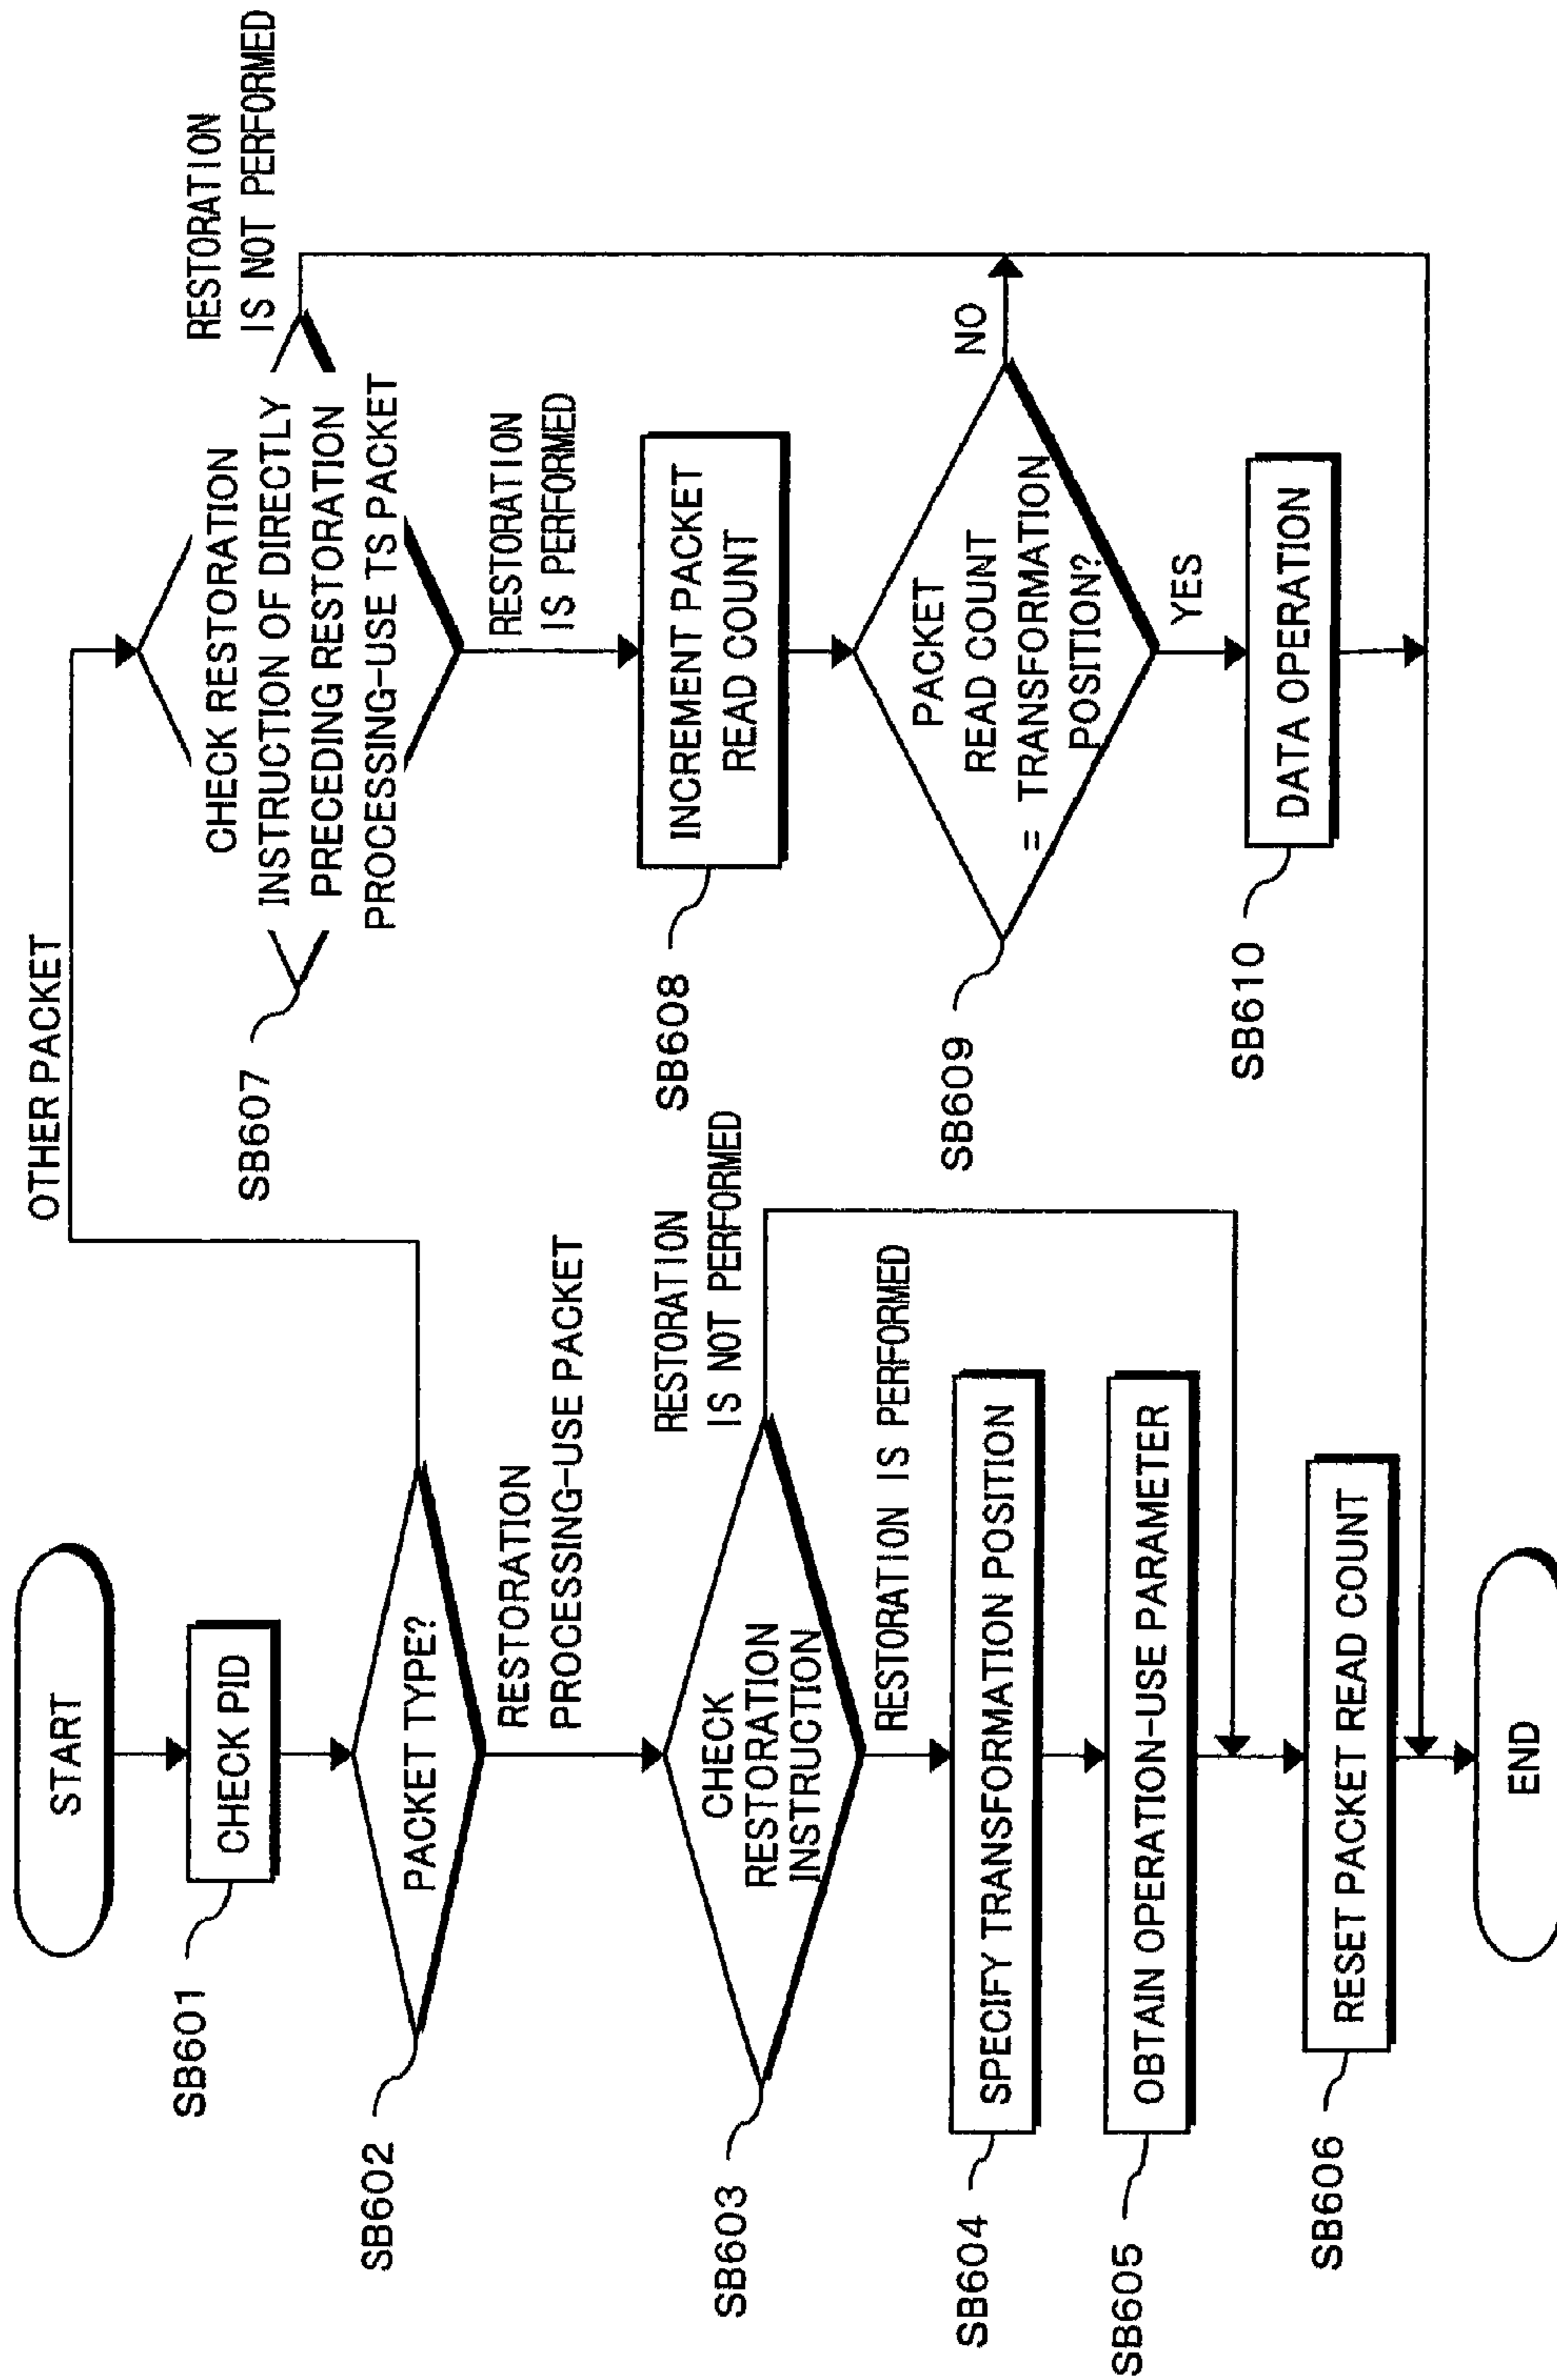 START
SB601
CHECK PID
SB602
PACKET TYPE?
OTHER PACKET
RESTORATION
PROCESSING-USE PACKET
SB603
CHECK
RESTORATION
INSTRUCTION
RESTORATION
IS NOT PERFORMED
RESTORATION IS PERFORMED
SB604
SPECIFY TRANSFORMATION POSITION
SB605
OBTAIN OPERATION-USE PARAMETER
SB606
RESET PACKET READ COUNT
END
SB607
CHECK RESTORATION
INSTRUCTION OF DIRECTLY
PRECEDING RESTORATION
PROCESSING-USE TS PACKET
RESTORATION
IS NOT PERFORMED
RESTORATION
IS PERFORMED
SB608
INCREMENT PACKET
READ COUNT
SB609
PACKET
READ COUNT
= TRANSFORMATION
POSITION?
NO
YES
SB610
DATA OPERATION